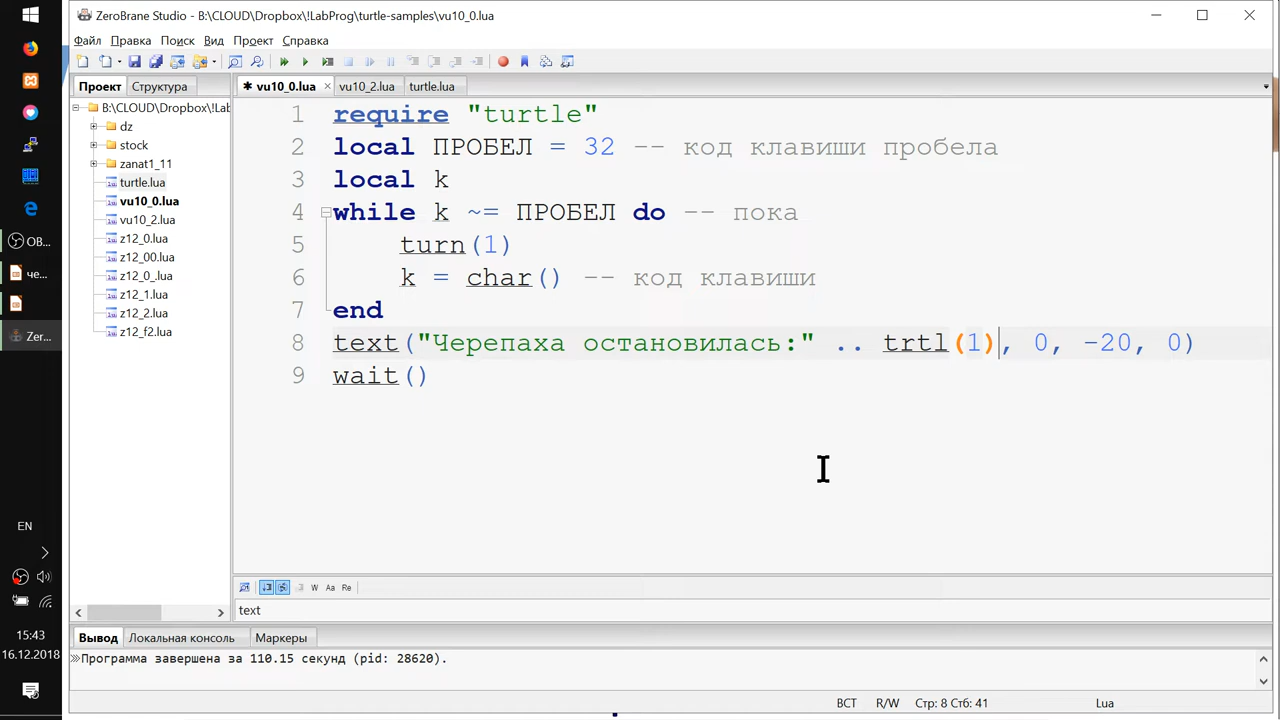 ZeroBrane Studio - B:\CLOUD\Dropbox\!LabProg\turtle-samples\vu10_0.lua
Файл Правка Поиск Вид Проект Справка
Проект Структура
✱ vu10_0.lua × vu10_2.lua turtle.lua
B:\CLOUD\Dropbox\!Lal
dz
stock
zanat1_11
turtle.lua
vu10_0.lua
vu10_2.lua
z12_0.lua
z12_00.lua
z12_0_.lua
z12_1.lua
z12_2.lua
z12_f2.lua
1 require "turtle"
2 local ПРОБЕЛ = 32 -- код клавиши пробела
3 local k
4 while k ~= ПРОБЕЛ do -- пока
5 turn(1)
6 k = char() -- код клавиши
7 end
8 text("Черепаха остановилась:" .. trtl(1), 0, -20, 0)
9 wait()
W Aa Re
text
Вывод Локальная консоль Маркеры
Программа завершена за 110.15 секунд (pid: 28620).
ВСТ R/W Стр: 8 Стб: 41 Lua
OB...
че...
Zer...
EN
15:43
16.12.2018